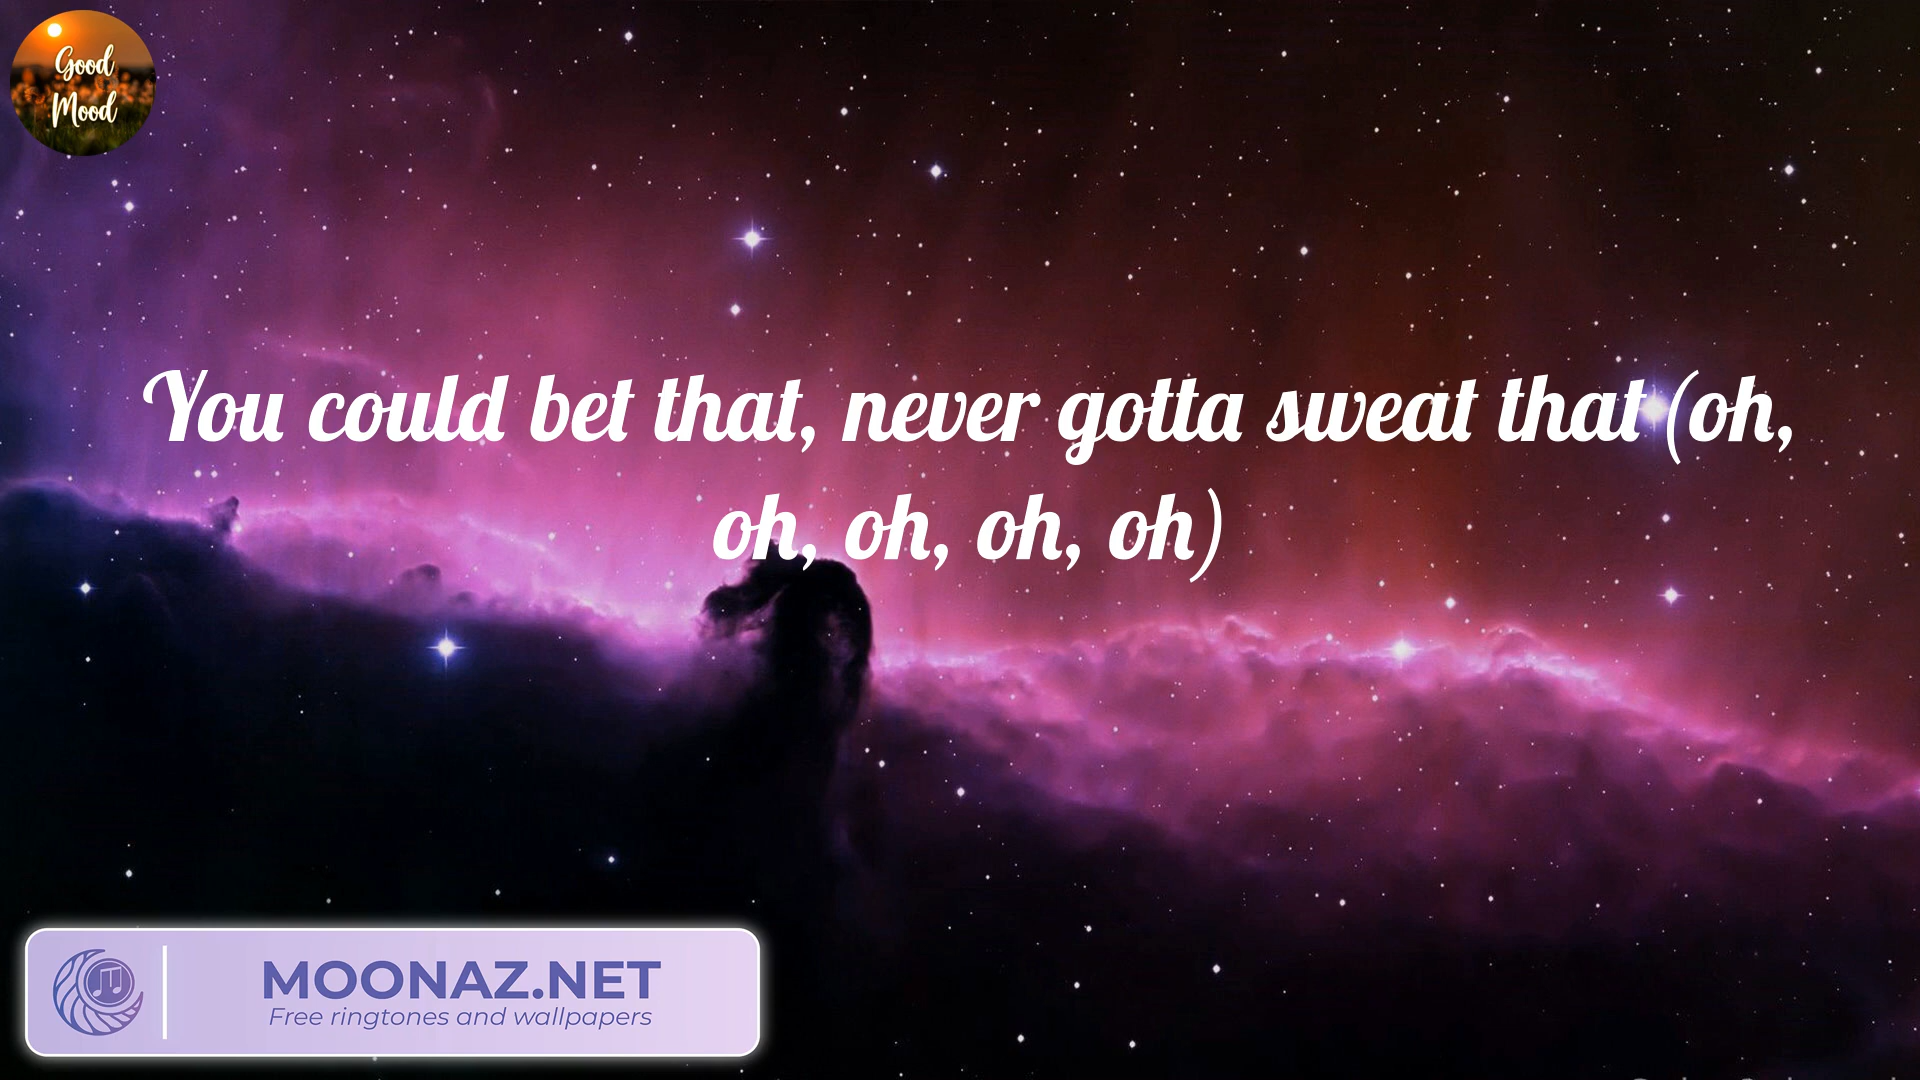 Good
Mood
You could bet that, never gotta sweat that (oh,
oh, oh, oh, oh)
MOONAZ.NET
Free ringtones and wallpapers